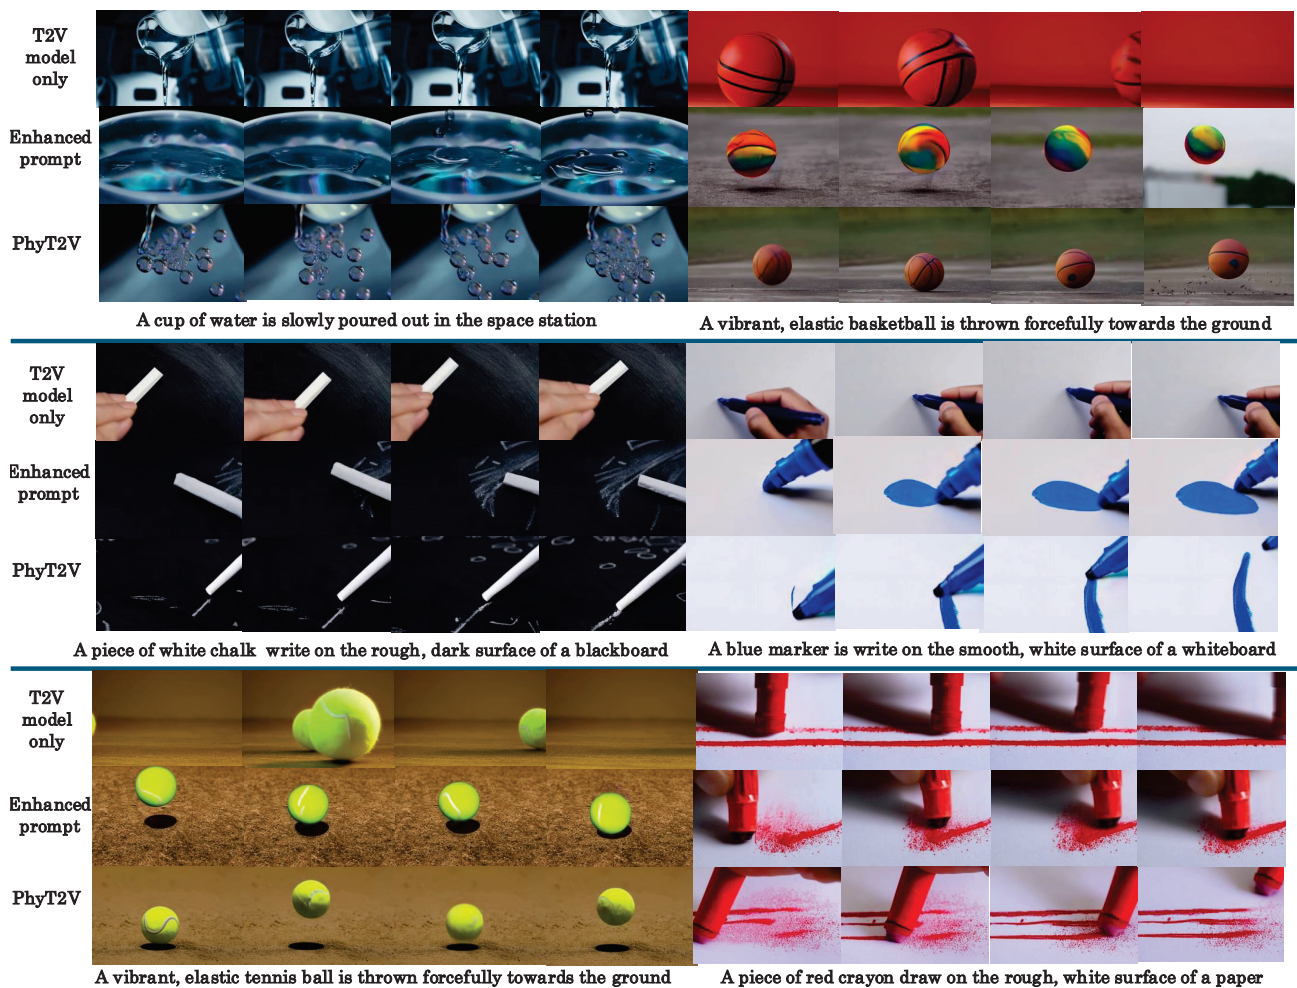 T2V
model
only
Enhanced
prompt
PhyT2V
A cup of water is slowly poured out in the space station
A vibrant, elastic basketball is thrown forcefully towards the ground
T2V
model
only
Enhanced
prompt
PhyT2V
A piece of white chalk write on the rough, dark surface of a blackboard
A blue marker is write on the smooth, white surface of a whiteboard
T2V
model
only
Enhanced
prompt
PhyT2V
A vibrant, elastic tennis ball is thrown forcefully towards the ground
A piece of red crayon draw on the rough, white surface of a paper